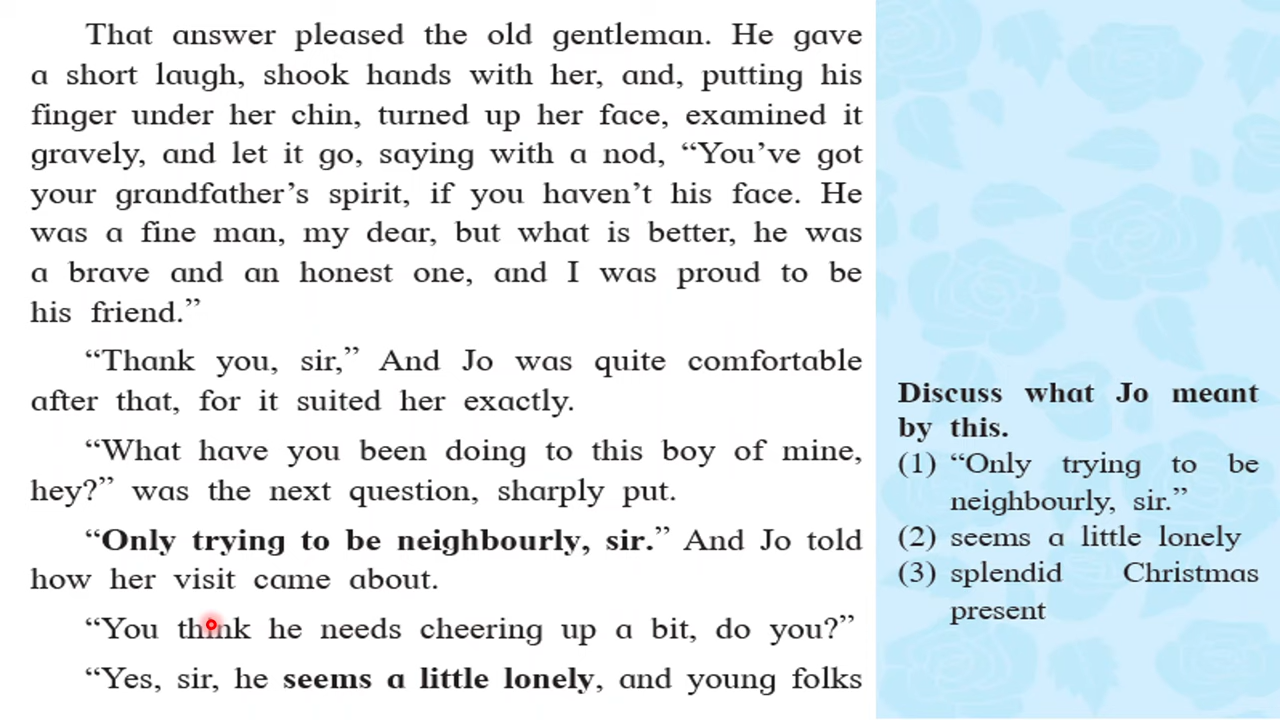 That answer pleased the old gentleman. He gave
a short laugh, shook hands with her, and, putting his
finger under her chin, turned up her face, examined it
gravely, and let it go, saying with a nod, “You’ve got
your grandfather’s spirit, if you haven’t his face. He
was a fine man, my dear, but what is better, he was
a brave and an honest one, and I was proud to be
his friend.”
“Thank you, sir,” And Jo was quite comfortable
after that, for it suited her exactly.
“What have you been doing to this boy of mine,
hey?” was the next question, sharply put.
“Only trying to be neighbourly, sir.” And Jo told
how her visit came about.
“You think he needs cheering up a bit, do you?”
“Yes, sir, he seems a little lonely, and young folks
Discuss what Jo meant
by this.
(1) “Only trying to be
neighbourly, sir.”
(2) seems a little lonely
(3) splendid Christmas
present